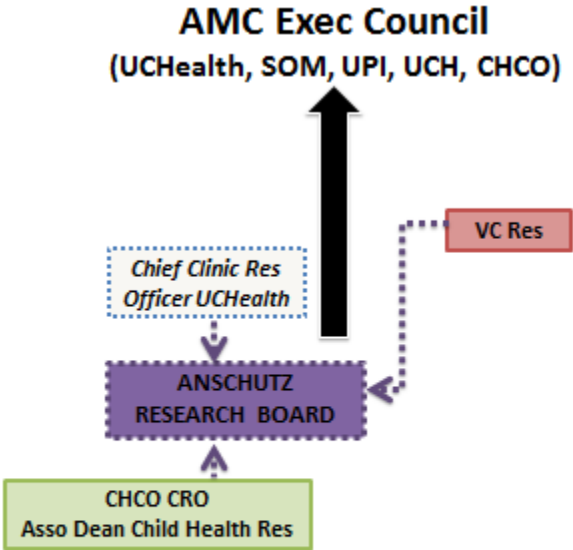 AMC Exec Council
(UCHealth, SOM, UPI, UCH, CHCO)
VC Res
Chief Clinic Res
Officer UCHealth
ANSCHUTZ
RESEARCH BOARD
CHCO CRO
Asso Dean Child Health Res